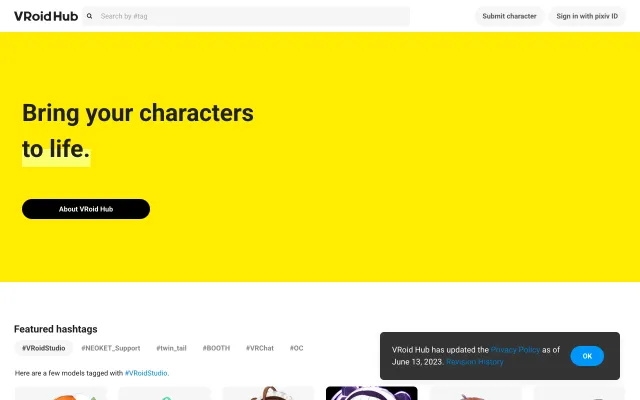 VRoid Hub
Search by #tag
Submit character
Sign in with pixiv ID
Bring your characters
to life.
About VRoid Hub
Featured hashtags
#VRoidStudio #NEOKET_Support #twin_tail #BOOTH #VRChat #OC
Here are a few models tagged with #VRoidStudio.
VRoid Hub has updated the Privacy Policy as of
June 13, 2023. Revision History
OK